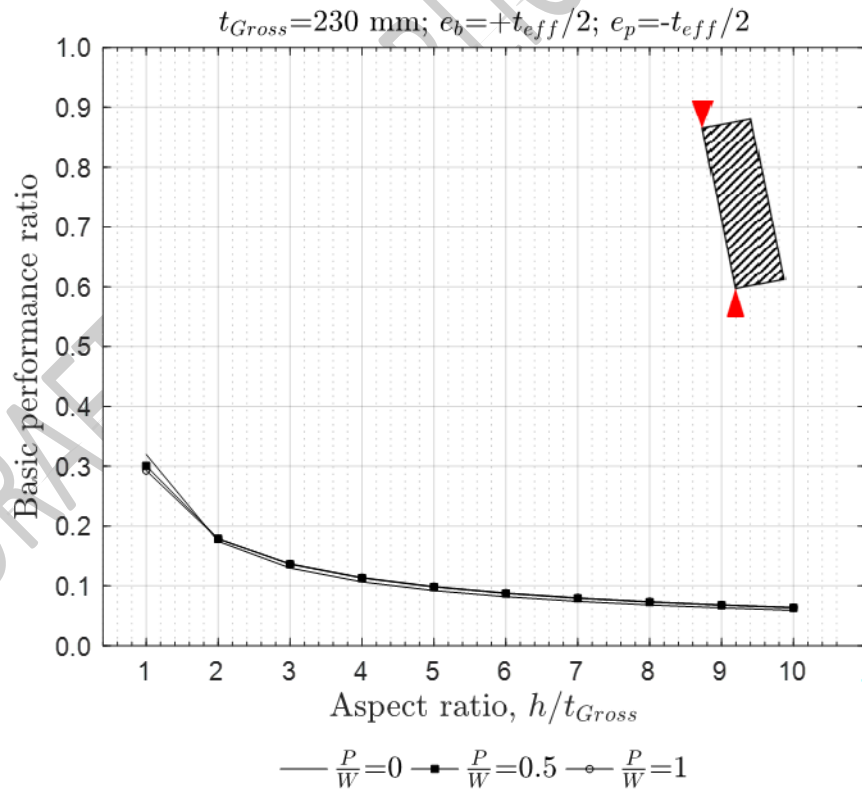 t_Gross=230 mm; e_b=+t_eff/2; e_p=-t_eff/2
1.0
0.9
0.8
0.7
0.6
0.5
0.4
0.3
0.2
0.1
0.0
Basic performance ratio
1 2 3 4 5 6 7 8 9 10
Aspect ratio, h/t_Gross
P/W=0 P/W=0.5 P/W=1